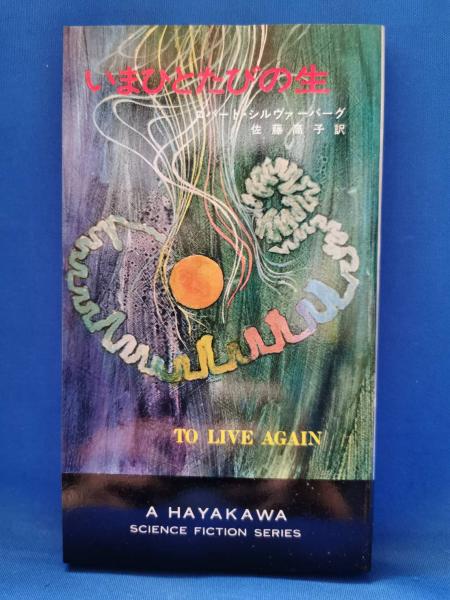 いまひとたびの生
ロバート・シルヴァーバーグ
佐藤高子訳
TO LIVE AGAIN
A HAYAKAWA
SCIENCE FICTION SERIES